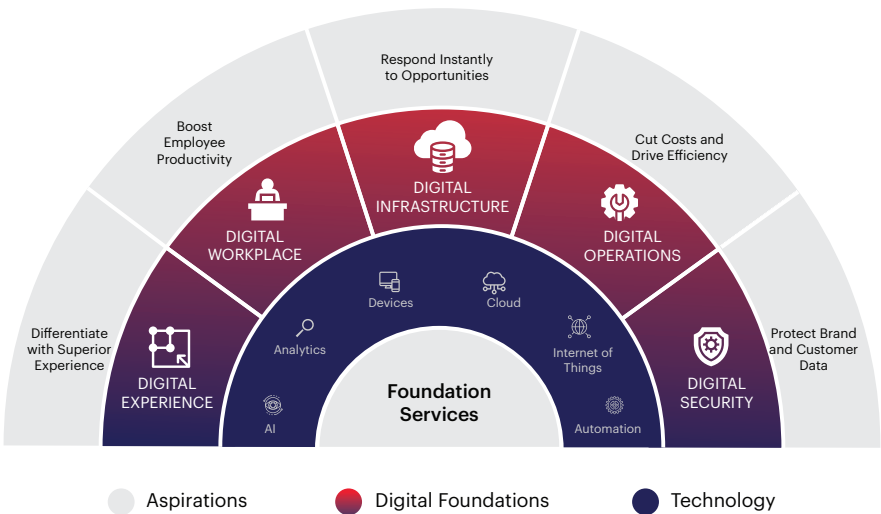 Respond Instantly
to Opportunities
Boost
Employee
Productivity
Cut Costs and
Drive Efficiency
Differentiate
with Superior
Experience
Protect Brand
and Customer
Data
DIGITAL
INFRASTRUCTURE
DIGITAL
WORKPLACE
DIGITAL
OPERATIONS
DIGITAL
EXPERIENCE
DIGITAL
SECURITY
Devices
Cloud
Analytics
Internet of
Things
AI
Automation
Foundation
Services
Aspirations
Digital Foundations
Technology